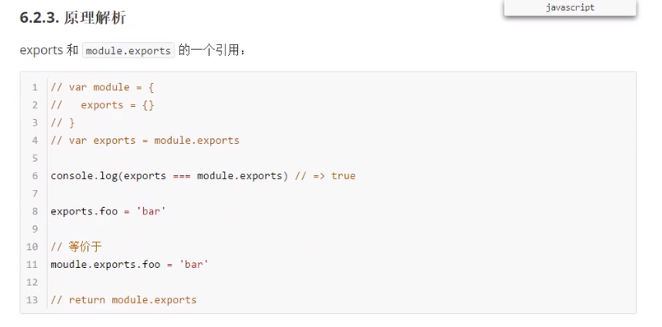 javascript
6.2.3. 原理解析
exports 和 module.exports 的一个引用：
1 // var module = {
2 //   exports = {}
3 // }
4 // var exports = module.exports
5
6 console.log(exports === module.exports) // => true
7
8 exports.foo = 'bar'
9
10 // 等价于
11 moudle.exports.foo = 'bar'
12
13 // return module.exports